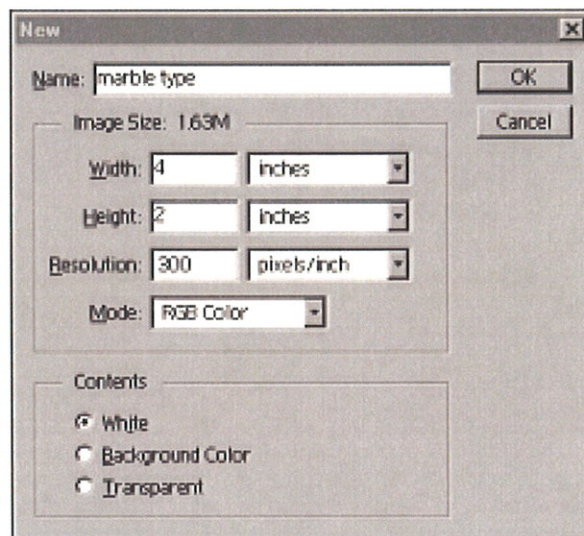 New
Name: marble type
OK
Image Size: 1.63M
Cancel
Width: 4 inches
Height: 2 inches
Resolution: 300 pixels/inch
Mode: RGB Color
Contents
White
Background Color
Transparent